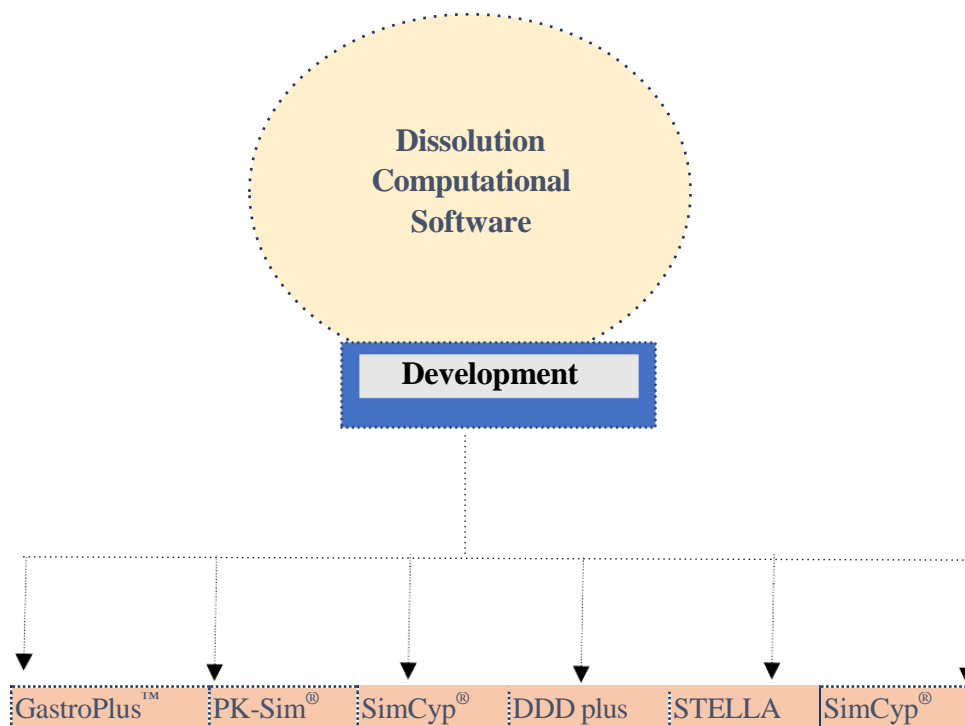 Dissolution
Computational
Software
Development
GastroPlus™ PK-Sim® SimCyp® DDD plus STELLA SimCyp®